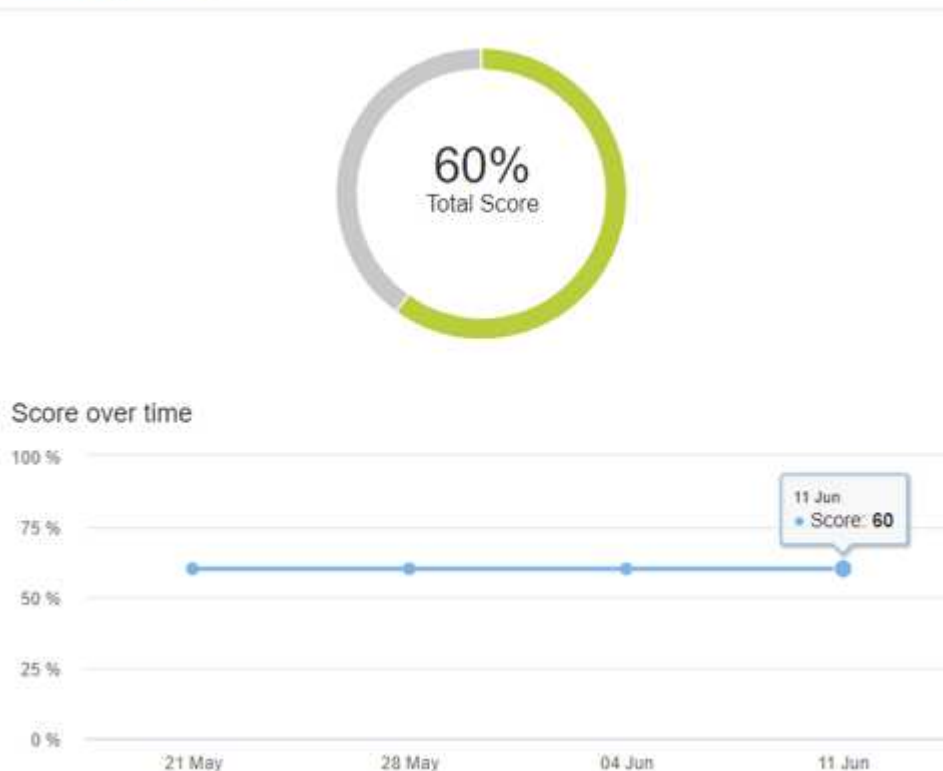 60%
Total Score
Score over time
100 %
11 Jun
Score: 60
75 %
50 %
25 %
0 %
21 May 28 May 04 Jun 11 Jun